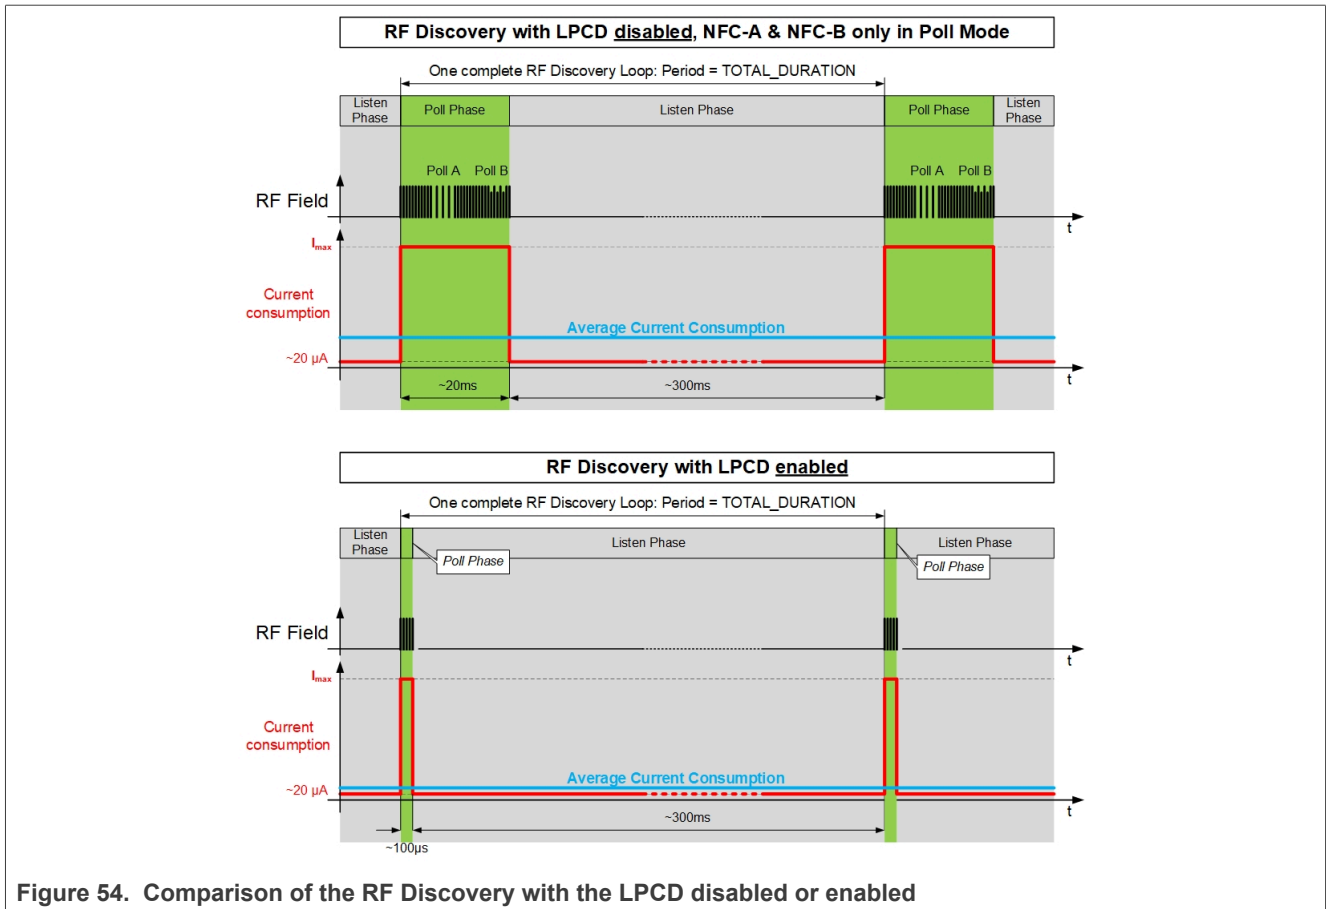 RF Discovery with LPCD disabled, NFC-A & NFC-B only in Poll Mode
One complete RF Discovery Loop: Period = TOTAL_DURATION
Listen
Phase
Poll Phase
Listen Phase
Poll Phase
Listen
Phase
Poll A
Poll B
Poll A
Poll B
RF Field
t
Imax
Current
consumption
Average Current Consumption
~20 µA
t
~20ms
~300ms
RF Discovery with LPCD enabled
One complete RF Discovery Loop: Period = TOTAL_DURATION
Listen
Phase
Listen Phase
Listen Phase
Poll Phase
Poll Phase
RF Field
t
Imax
Current
consumption
Average Current Consumption
~20 µA
t
~300ms
~100µs
Figure 54. Comparison of the RF Discovery with the LPCD disabled or enabled